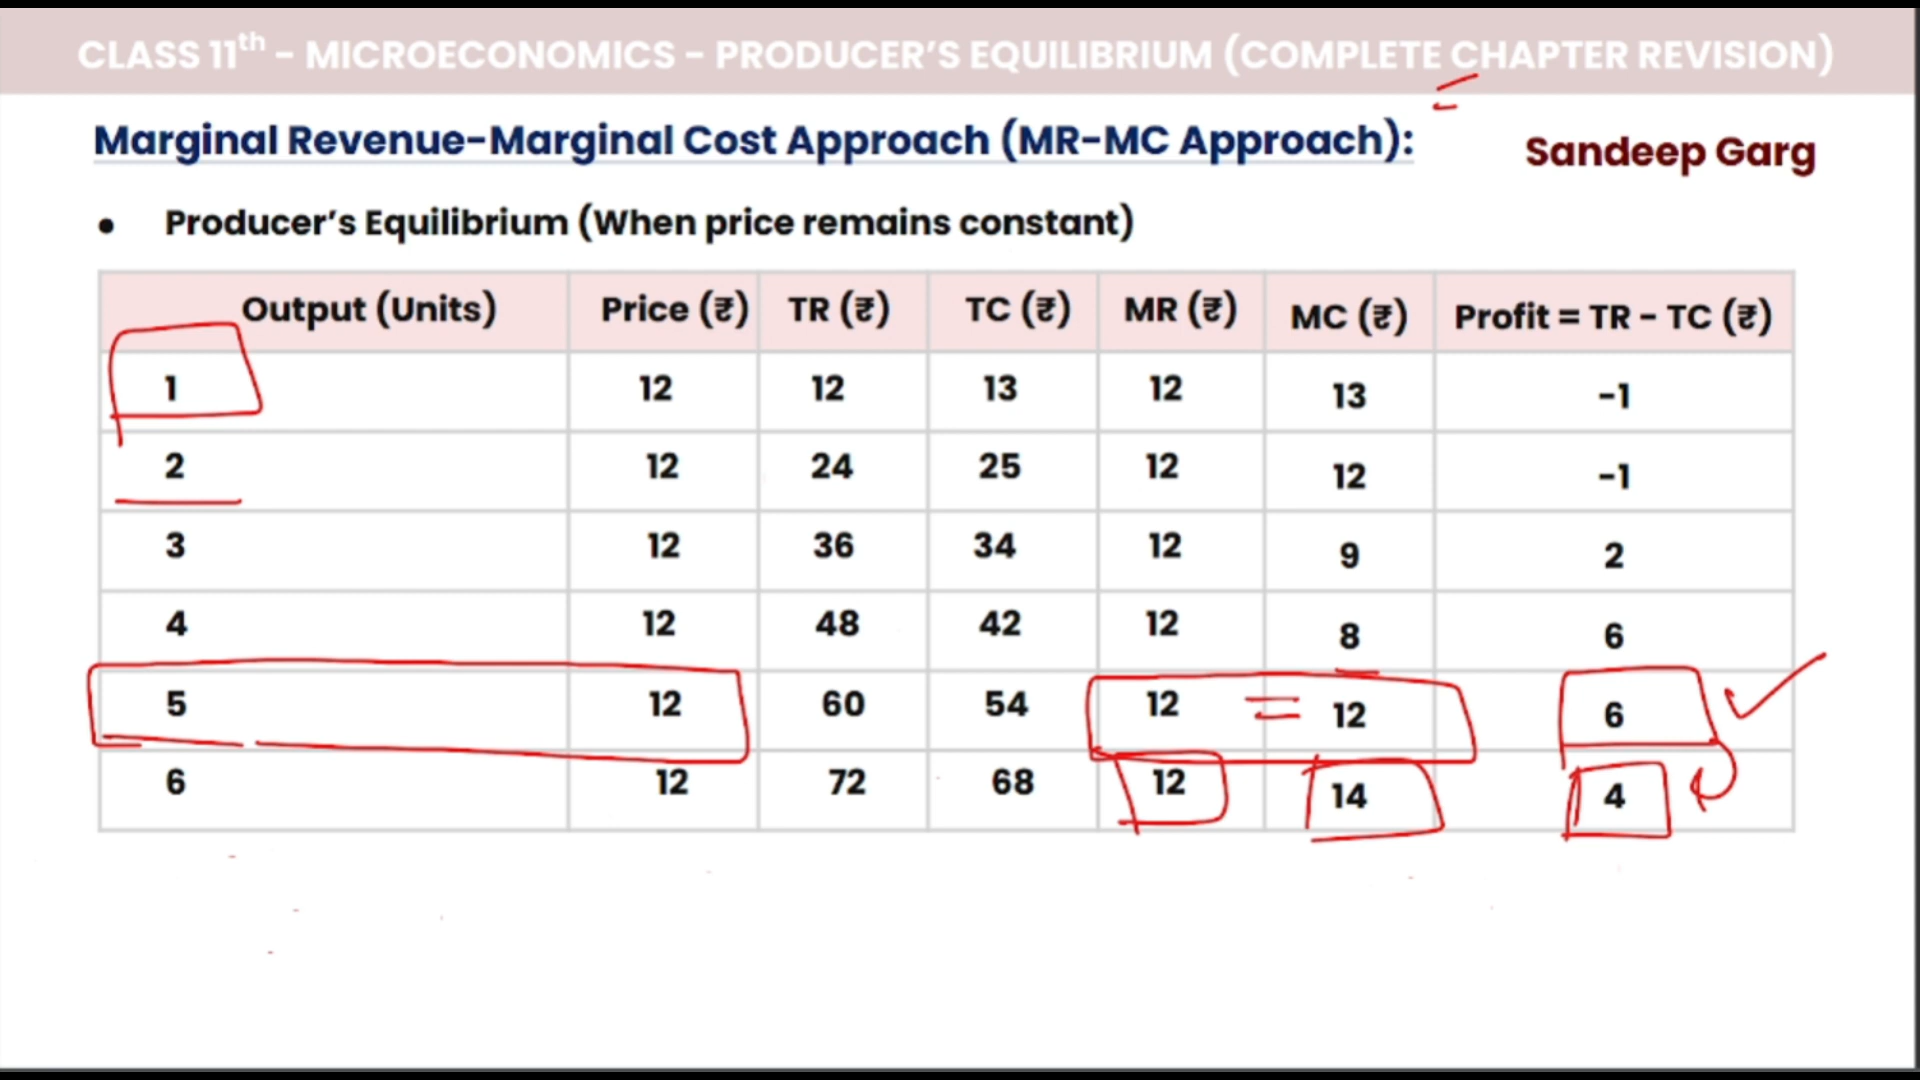 CLASS 11th - MICROECONOMICS - PRODUCER'S EQUILIBRIUM (COMPLETE CHAPTER REVISION)
Marginal Revenue-Marginal Cost Approach (MR-MC Approach):
Sandeep Garg
• Producer's Equilibrium (When price remains constant)
Output (Units) Price (₹) TR (₹) TC (₹) MR (₹) MC (₹) Profit = TR - TC (₹)
1 12 12 13 12 13 -1
2 12 24 25 12 12 -1
3 12 36 34 12 9 2
4 12 48 42 12 8 6
5 12 60 54 12 = 12 6
6 12 72 68 12 14 4